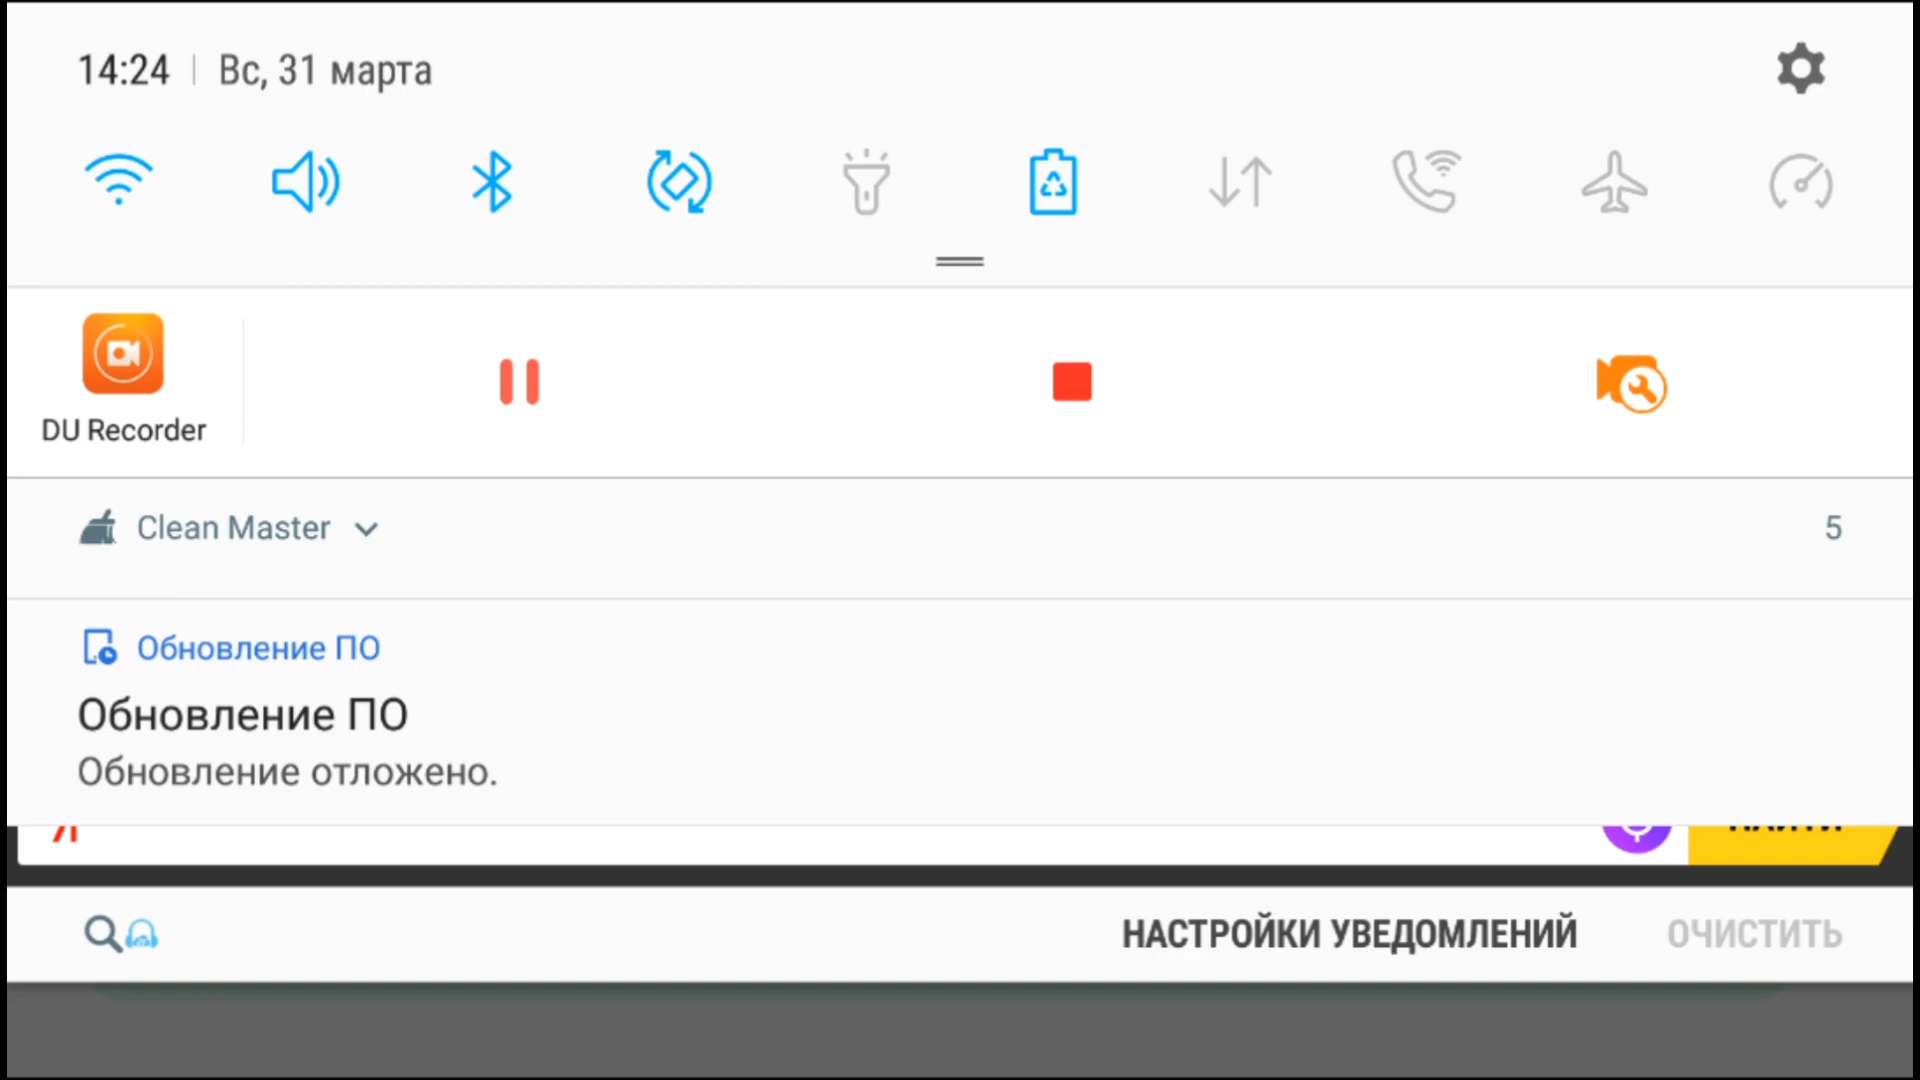 14:24 | Вс, 31 марта
DU Recorder
Clean Master
5
Обновление ПО
Обновление ПО
Обновление отложено.
НАСТРОЙКИ УВЕДОМЛЕНИЙ ОЧИСТИТЬ